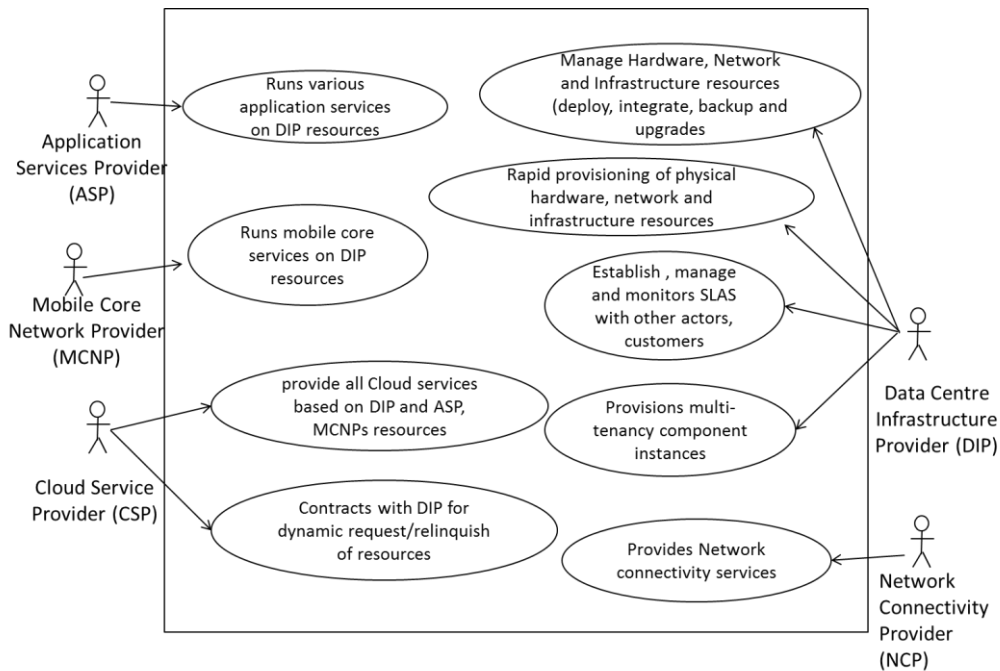 Runs various
application services
on DIP resources
Manage Hardware, Network
and Infrastructure resources
(deploy, integrate, backup and
upgrades
Application
Services Provider
(ASP)
Rapid provisioning of physical
hardware, network and
infrastructure resources
Runs mobile core
services on DIP
resources
Mobile Core
Network Provider
(MCNP)
Establish , manage
and monitors SLAS
with other actors,
customers
provide all Cloud services
based on DIP and ASP,
MCNPs resources
Provisions multi-
tenancy component
instances
Data Centre
Infrastructure
Provider (DIP)
Cloud Service
Provider (CSP)
Contracts with DIP for
dynamic request/relinquish
of resources
Provides Network
connectivity services
Network
Connectivity
Provider
(NCP)